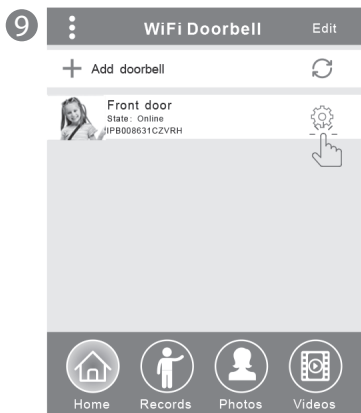 9
WiFi Doorbell Edit
Add doorbell
Front door
State: Online
IPB008631CZVRH
Home Records Photos Videos